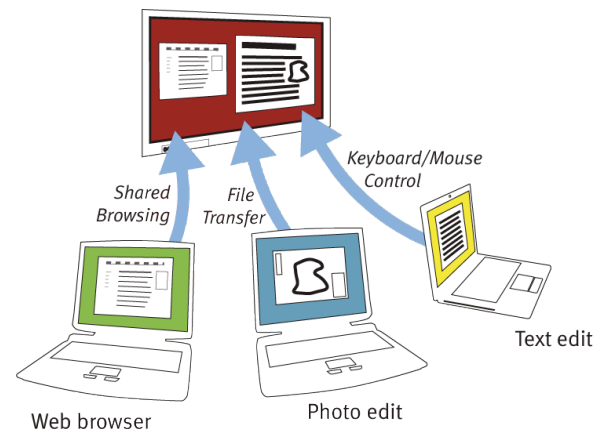 Keyboard/Mouse
Control
Shared
Browsing
File
Transfer
Text edit
Web browser
Photo edit